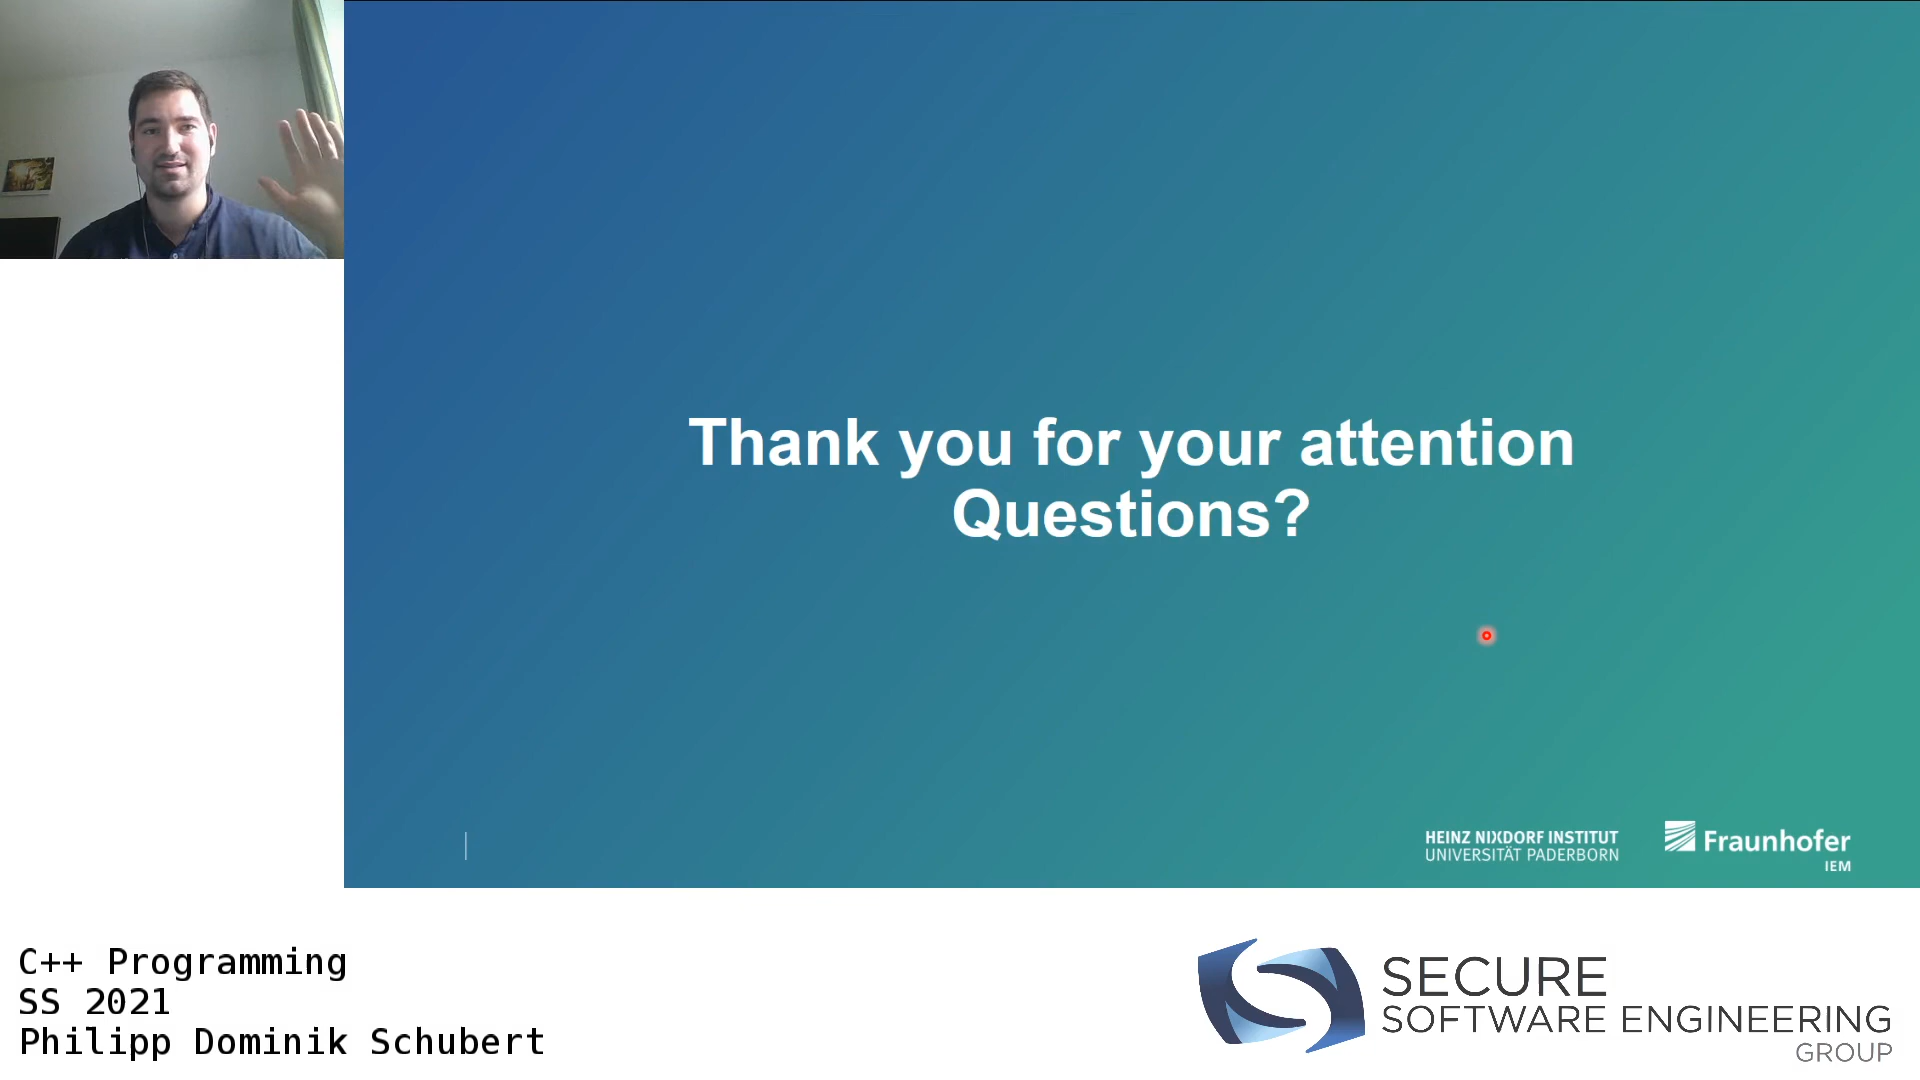 Thank you for your attention
Questions?
HEINZ NIXDORF INSTITUT
UNIVERSITÄT PADERBORN
Fraunhofer
IEM
C++ Programming
SS 2021
Philipp Dominik Schubert
SECURE
SOFTWARE ENGINEERING
GROUP